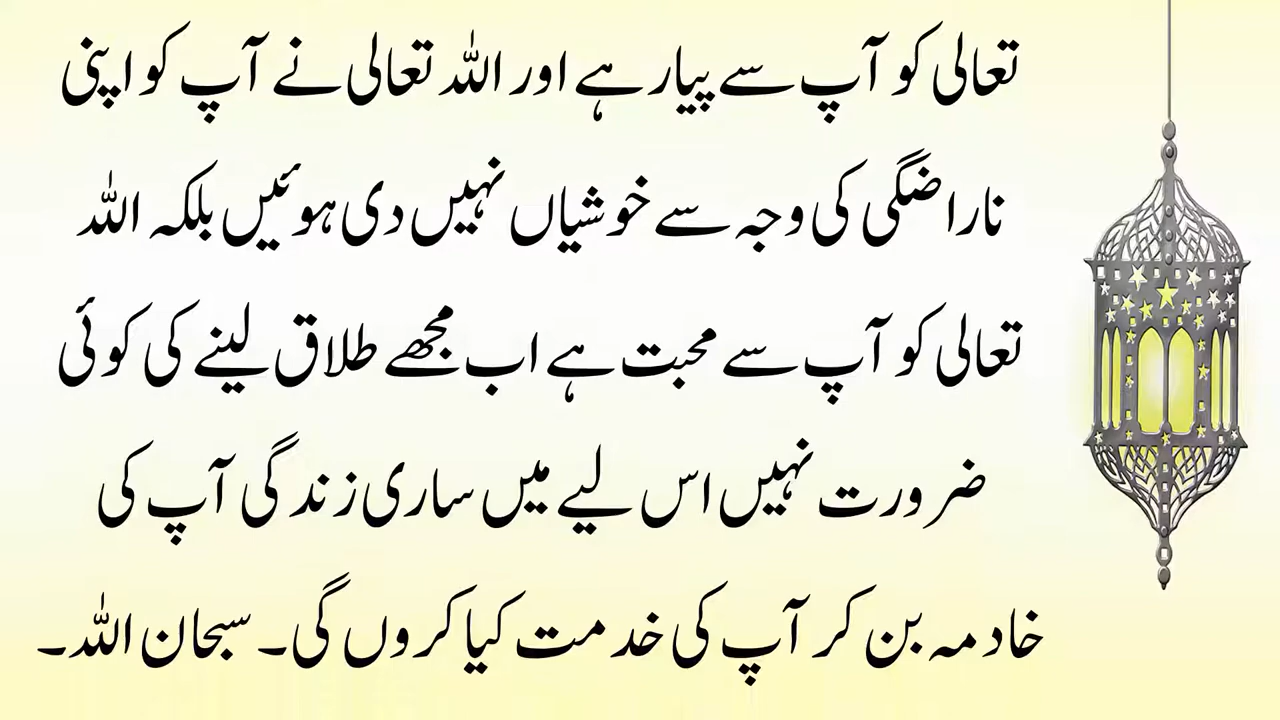 تعالی کو آپ سے پیار ہے اور اللہ تعالی نے آپ کو اپنی
ناراضگی کی وجہ سے خوشیاں نہیں دی ہوئیں بلکہ اللہ
تعالی کو آپ سے محبت ہے اب مجھے طلاق لینے کی کوئی
ضرورت نہیں اس لیے میں ساری زندگی آپ کی
خادمہ بن کر آپ کی خدمت کیا کروں گی۔ سبحان اللہ۔